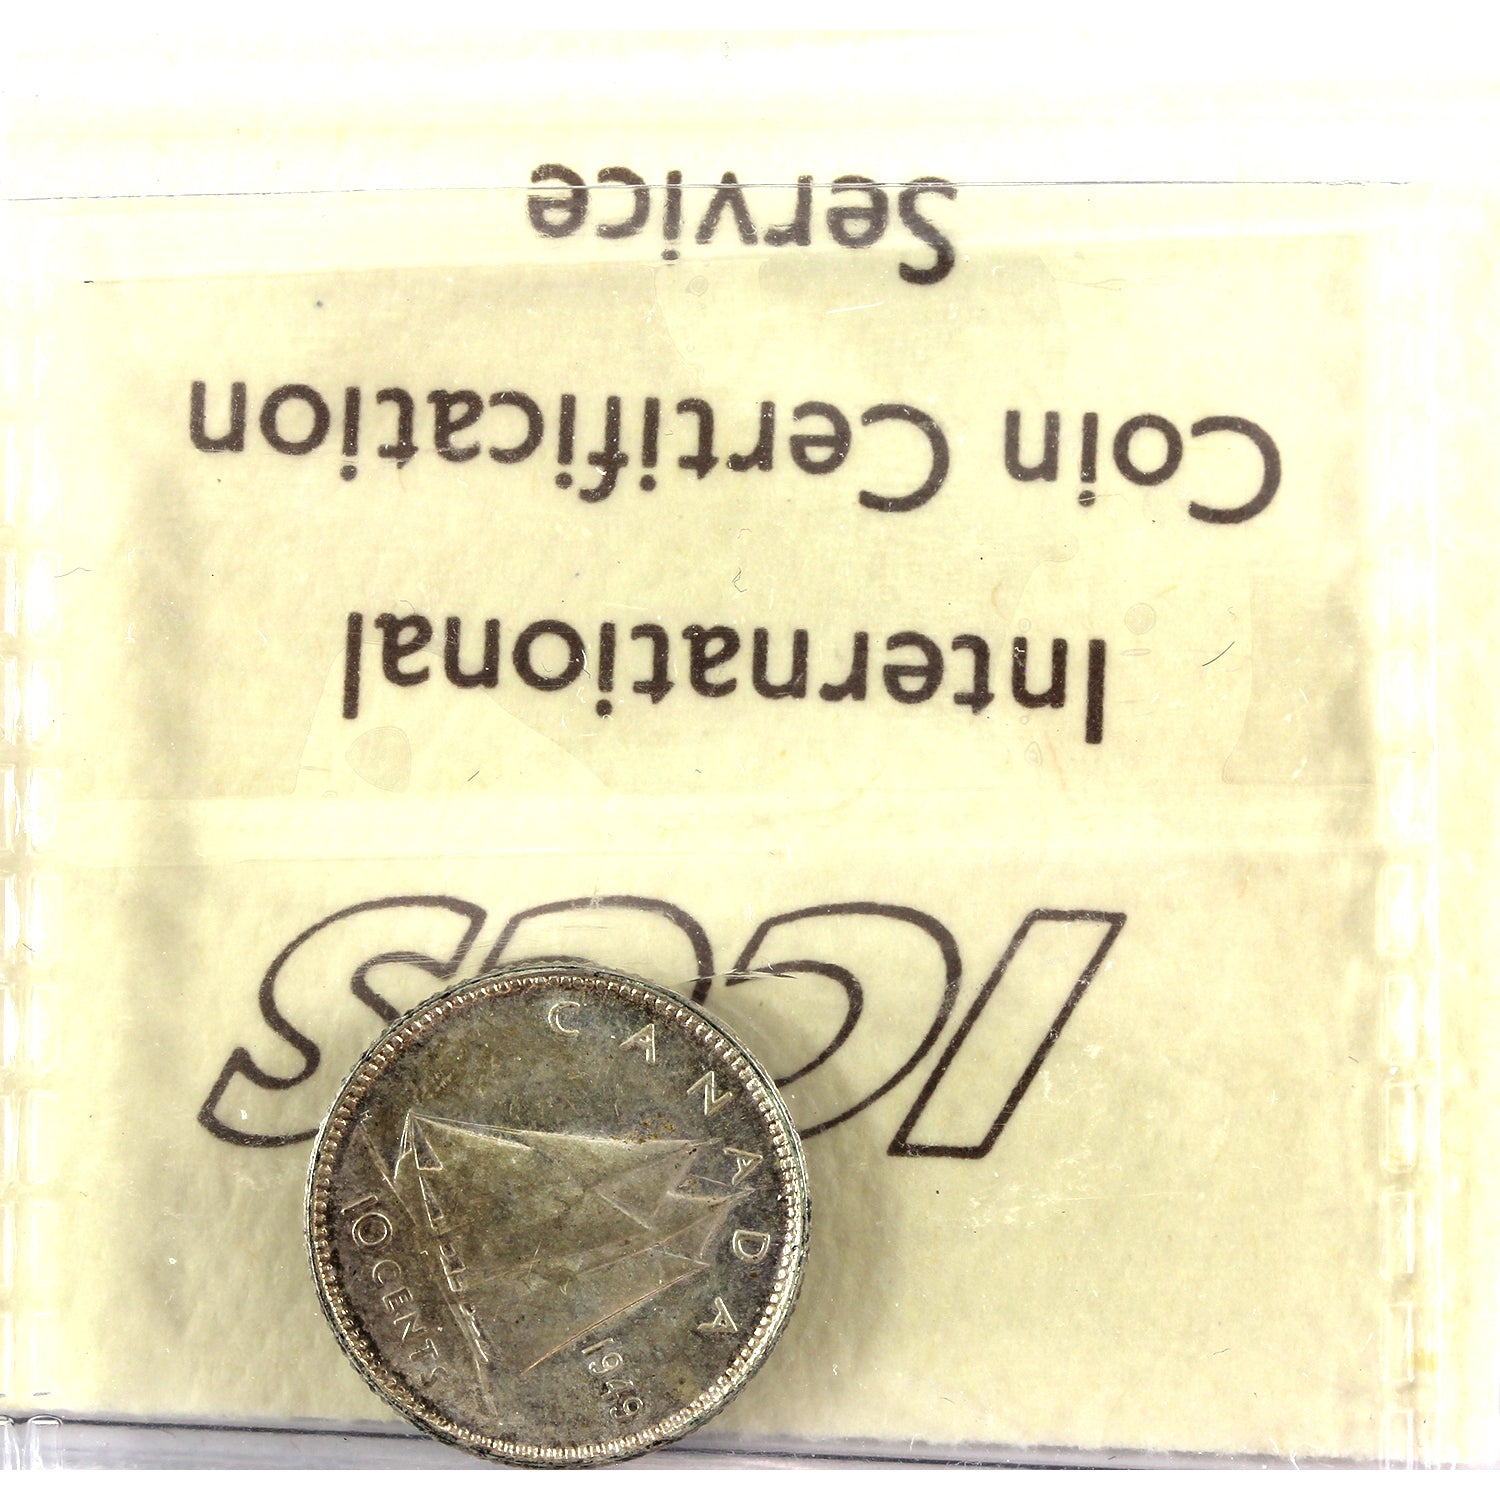 ICCS
International
Coin Certification
Service
CANADA
1949
10 CENTS